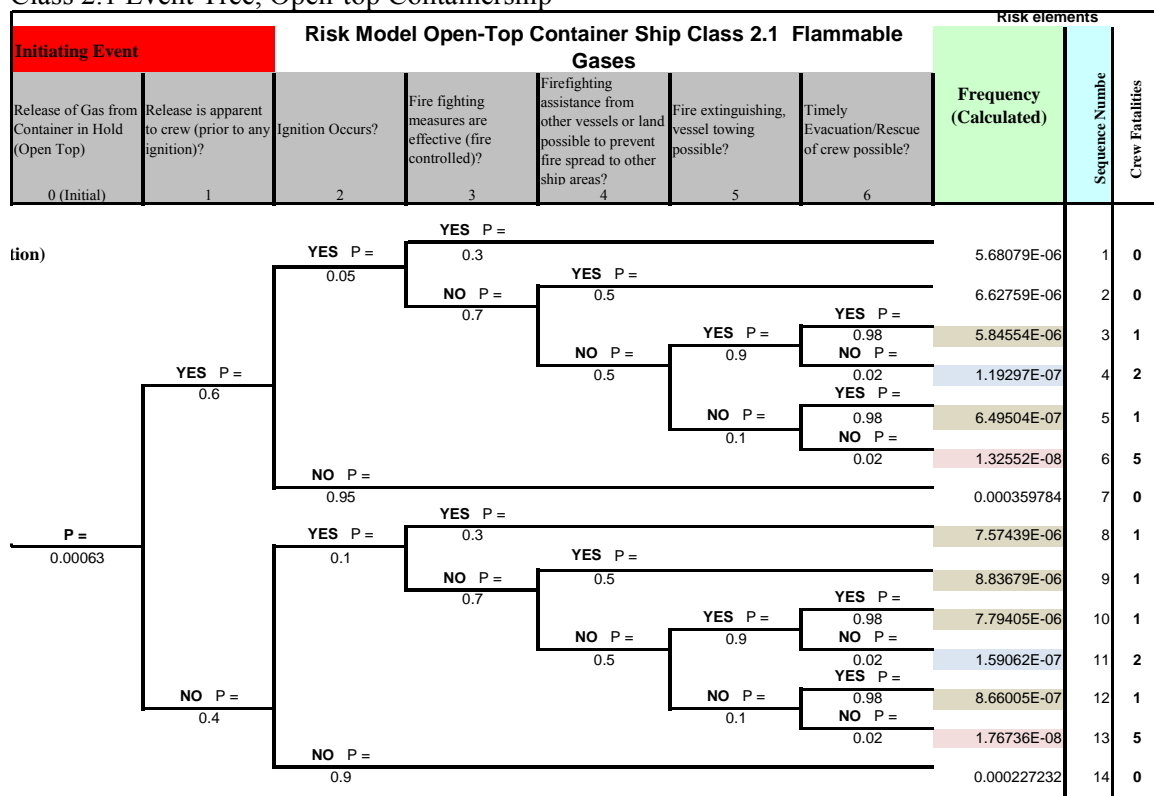 Class 2.1 Event Tree, Open-top Containership
Risk elements
Initiating Event
Risk Model Open-Top Container Ship Class 2.1 Flammable
Gases
Release of Gas from
Container in Hold
(Open Top)
0 (Initial)
Release is apparent
to crew (prior to any
ignition)?
1
Ignition Occurs?
2
Fire fighting
measures are
effective (fire
controlled)?
3
Firefighting
assistance from
other vessels or land
possible to prevent
fire spread to other
ship areas?
4
Fire extinguishing,
vessel towing
possible?
5
Timely
Evacuation/Rescue
of crew possible?
6
Frequency
(Calculated)
Sequence Numbe
Crew Fatalities
YES P =
tion) YES P = 0.3 5.68079E-06 1 0
0.05 YES P =
NO P = 0.5 6.62759E-06 2 0
0.7 YES P =
YES P = 0.98 5.84554E-06 3 1
NO P = 0.9 NO P =
YES P = 0.5 0.02 1.19297E-07 4 2
0.6 YES P =
NO P = 0.98 6.49504E-07 5 1
0.1 NO P =
0.02 1.32552E-08 6 5
NO P =
0.95 0.000359784 7 0
YES P =
P = YES P = 0.3 7.57439E-06 8 1
0.00063 0.1 YES P =
NO P = 0.5 8.83679E-06 9 1
0.7 YES P =
YES P = 0.98 7.79405E-06 10 1
NO P = 0.9 NO P =
0.5 0.02 1.59062E-07 11 2
YES P =
NO P = NO P = 0.98 8.66005E-07 12 1
0.4 0.1 NO P =
0.02 1.76736E-08 13 5
NO P =
0.9 0.000227232 14 0